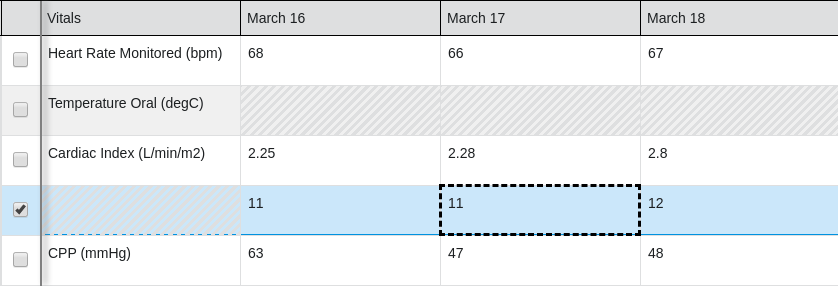 Vitals March 16 March 17 March 18
Heart Rate Monitored (bpm) 68 66 67
Temperature Oral (degC)
Cardiac Index (L/min/m2) 2.25 2.28 2.8
11 11 12
CPP (mmHg) 63 47 48